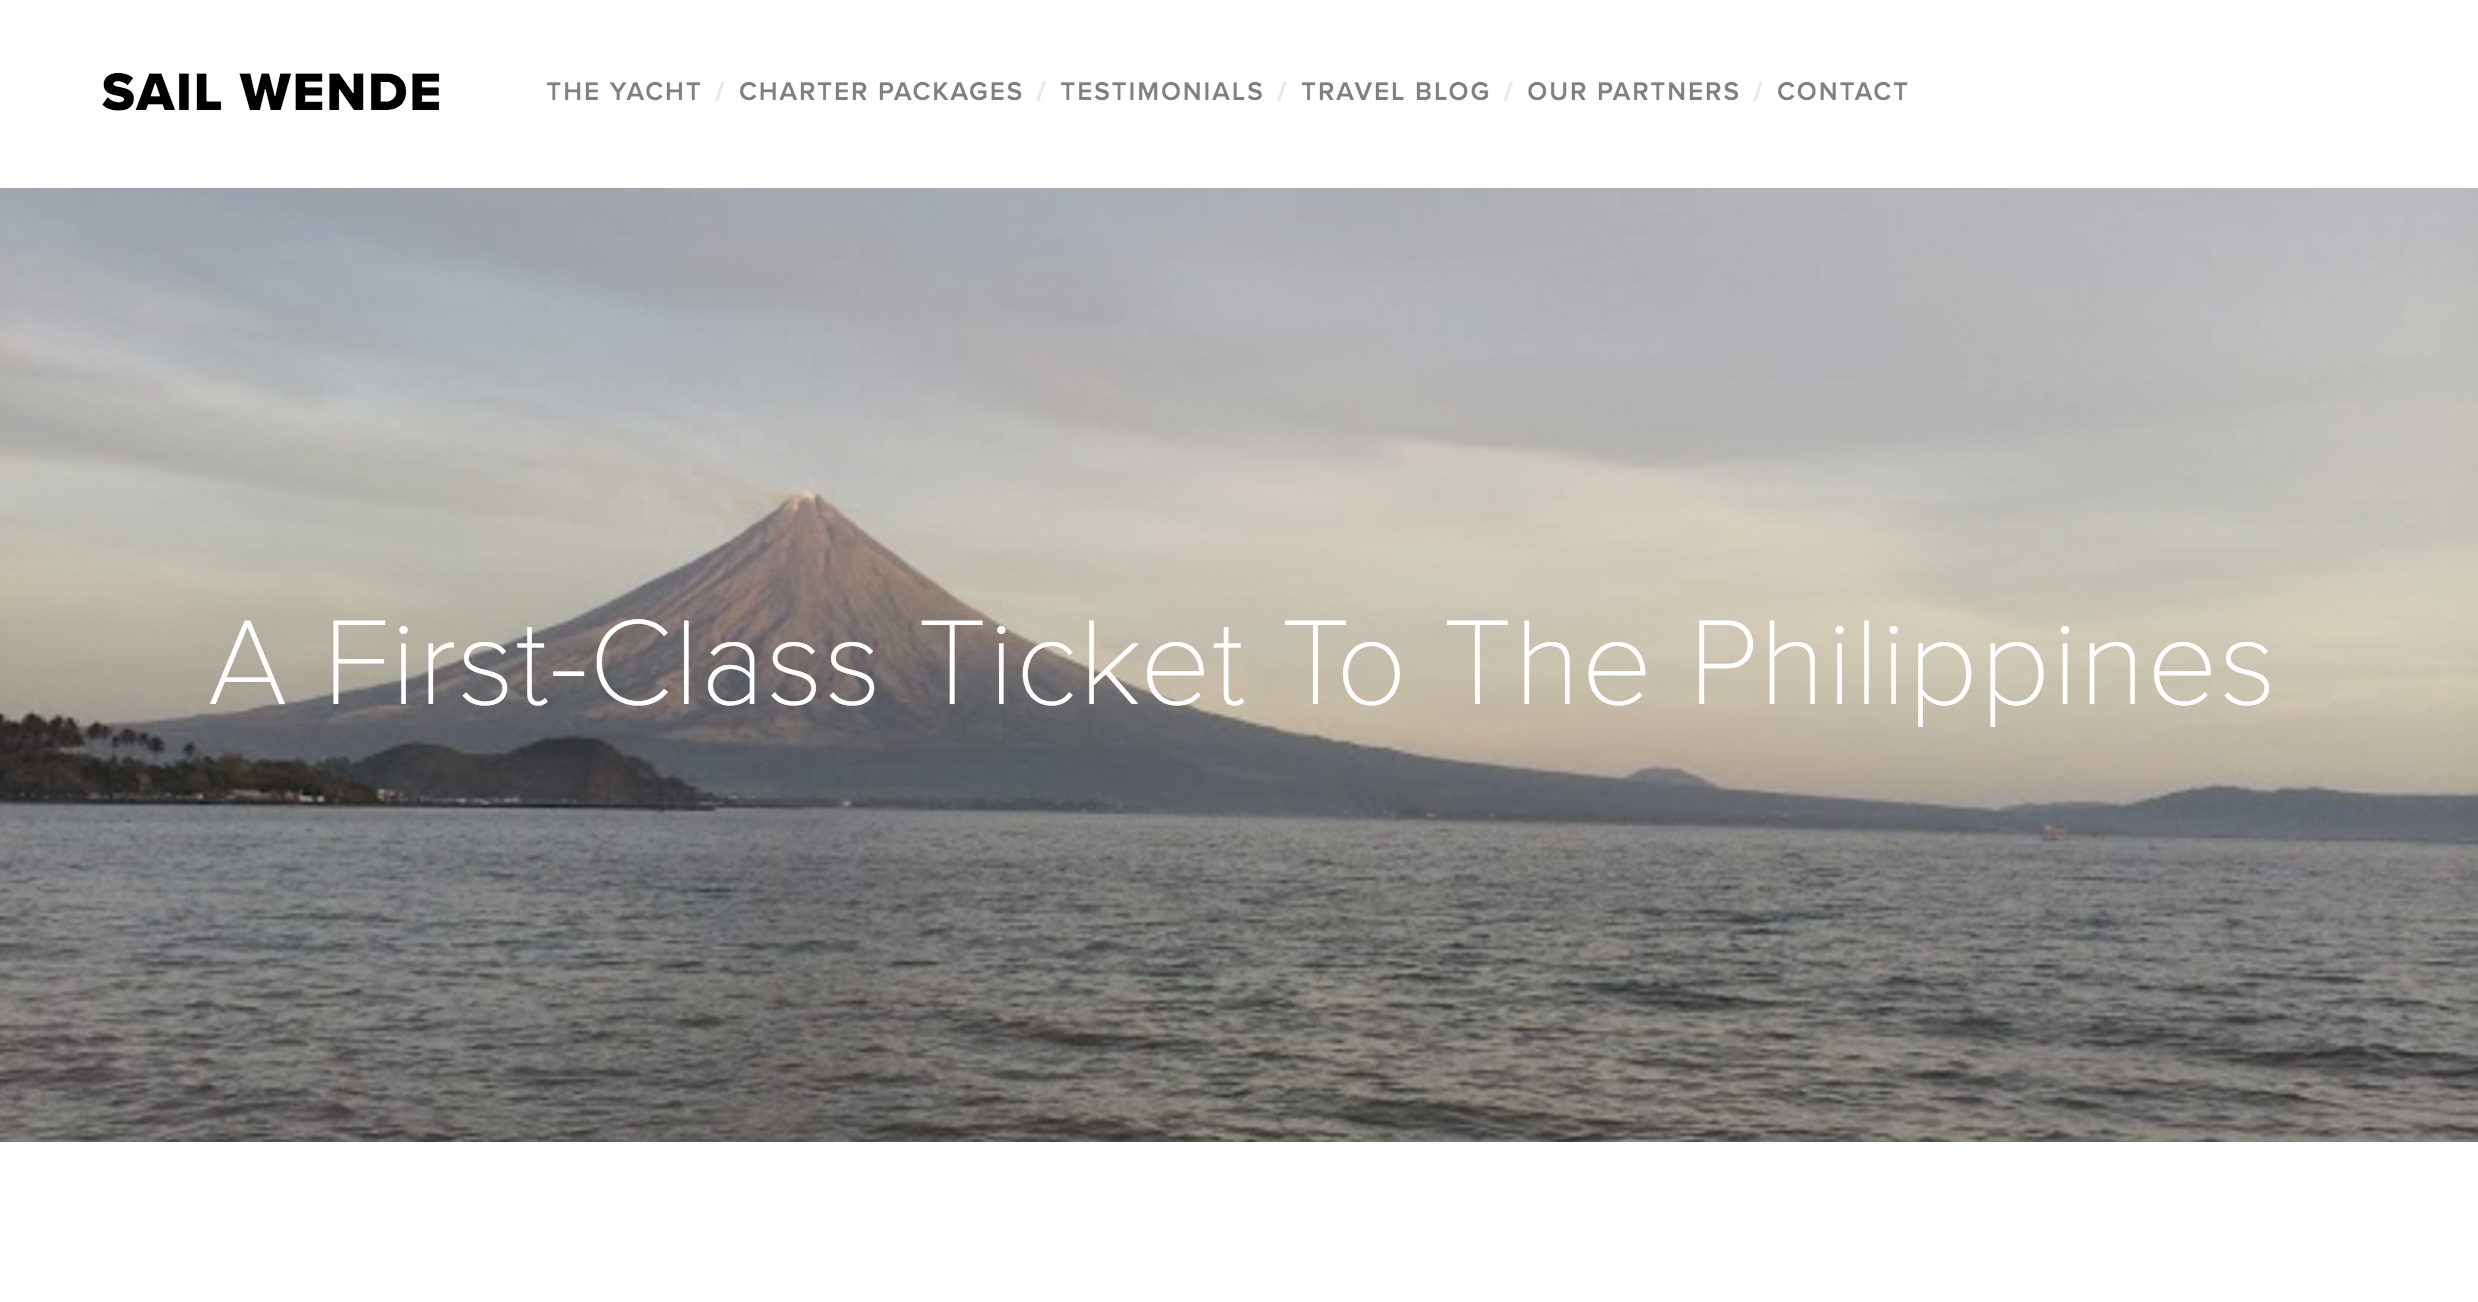 SAIL WENDE
THE YACHT / CHARTER PACKAGES / TESTIMONIALS / TRAVEL BLOG / OUR PARTNERS / CONTACT
A First-Class Ticket To The Philippines